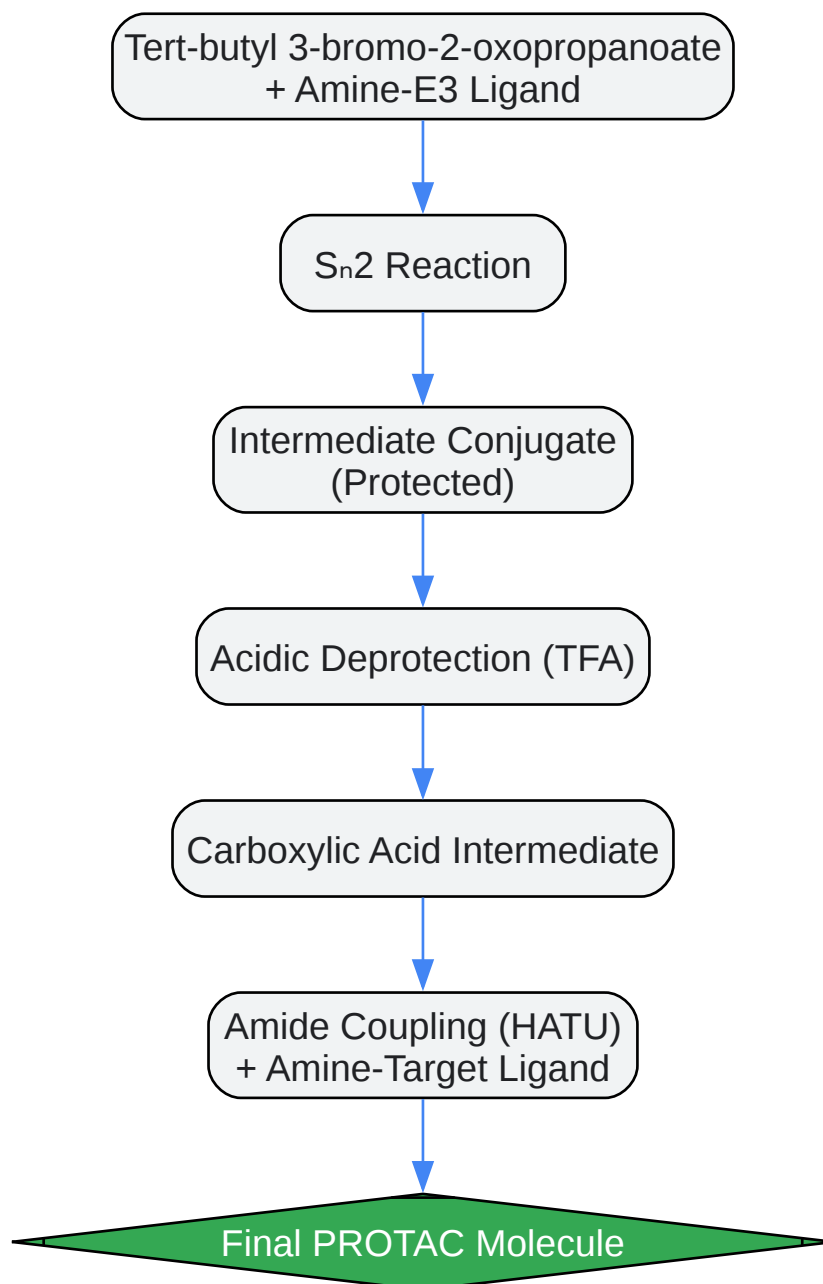 Tert-butyl 3-bromo-2-oxopropanoate
+ Amine-E3 Ligand
Sₙ2 Reaction
Intermediate Conjugate
(Protected)
Acidic Deprotection (TFA)
Carboxylic Acid Intermediate
Amide Coupling (HATU)
+ Amine-Target Ligand
Final PROTAC Molecule